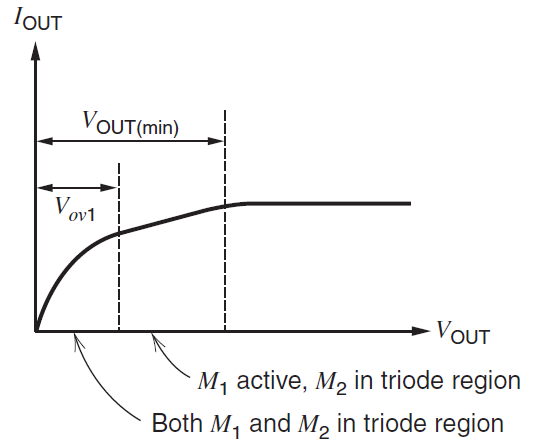 IOUT
VOUT(min)
Vov1
VOUT
M1 active, M2 in triode region
Both M1 and M2 in triode region